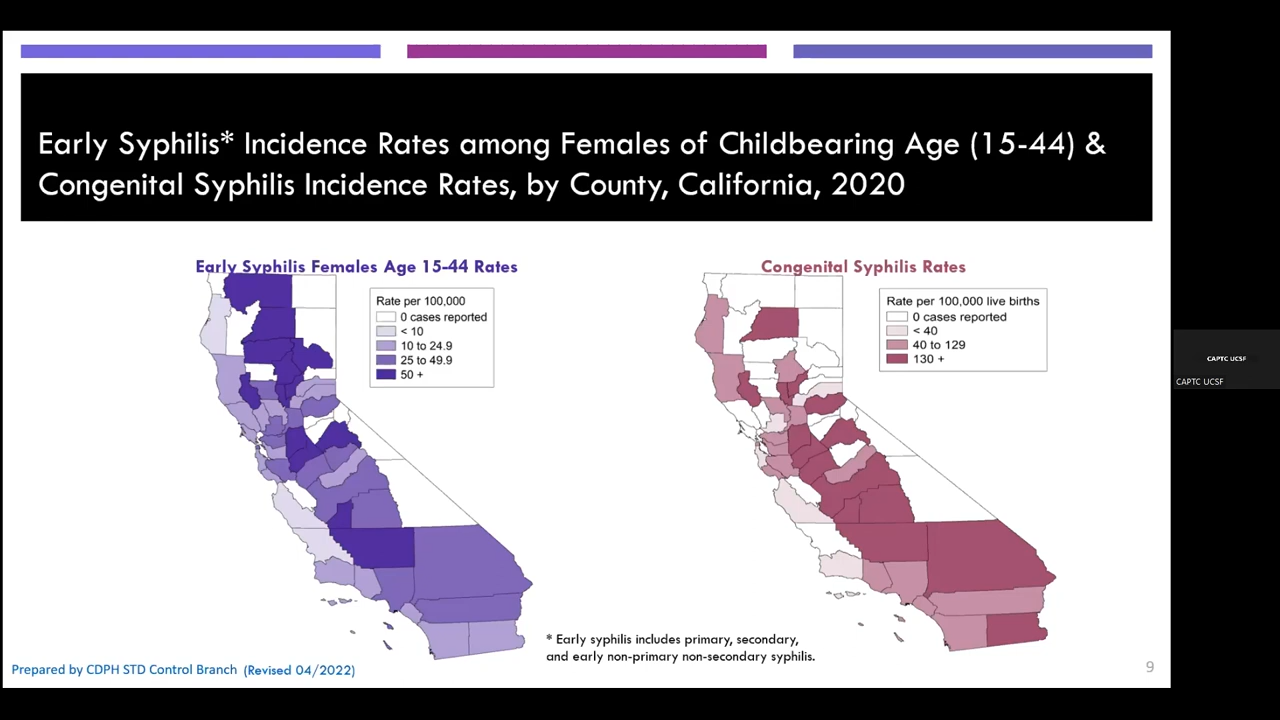 Early Syphilis* Incidence Rates among Females of Childbearing Age (15-44) &
Congenital Syphilis Incidence Rates, by County, California, 2020
Early Syphilis Females Age 15-44 Rates
Rate per 100,000
0 cases reported
< 10
10 to 24.9
25 to 49.9
50 +
Congenital Syphilis Rates
Rate per 100,000 live births
0 cases reported
< 40
40 to 129
130 +
* Early syphilis includes primary, secondary,
and early non-primary non-secondary syphilis.
Prepared by CDPH STD Control Branch (Revised 04/2022)
9
CAPTC UCSF
CAPTC UCSF